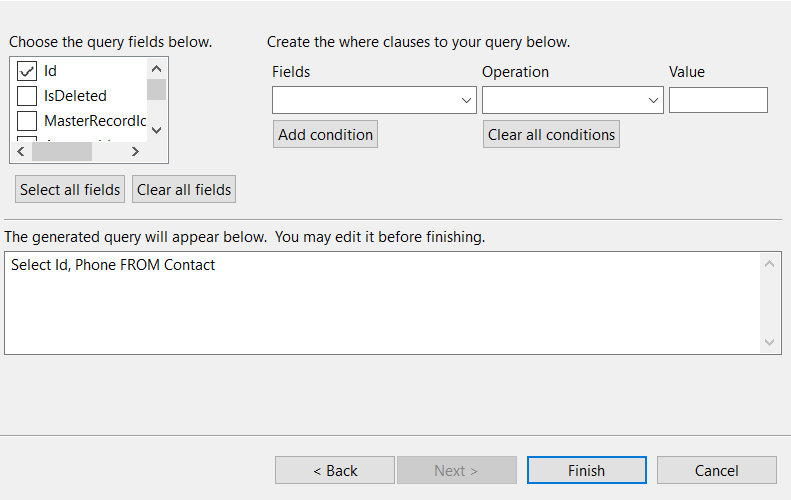 Choose the query fields below.
Create the where clauses to your query below.
Id
IsDeleted
MasterRecordId
Fields
Operation
Value
Add condition
Clear all conditions
Select all fields
Clear all fields
The generated query will appear below.  You may edit it before finishing.
Select Id, Phone FROM Contact
< Back
Next >
Finish
Cancel